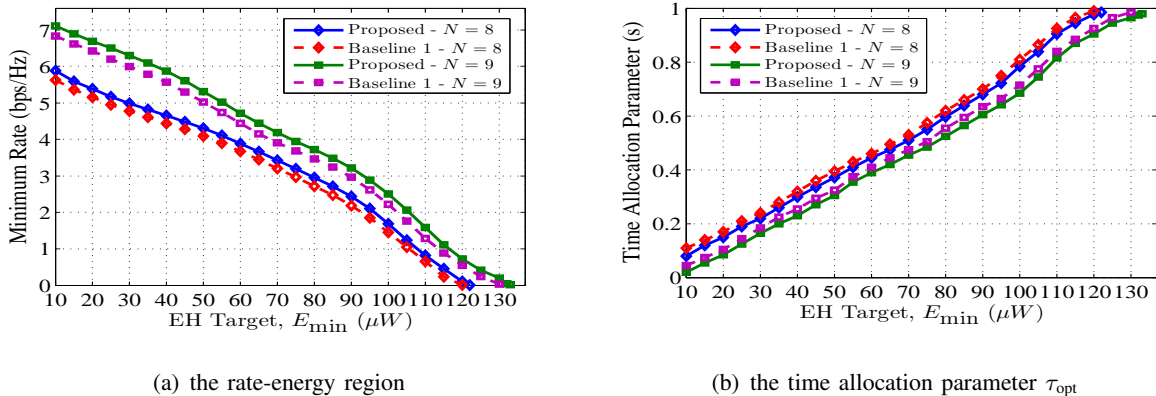 Minimum Rate (bps/Hz)
7
6
5
4
3
2
1
0
10 20 30 40 50 60 70 80 90 100 110 120 130
EH Target, E_min (μW)
Proposed - N = 8
Baseline 1 - N = 8
Proposed - N = 9
Baseline 1 - N = 9
(a) the rate-energy region
Time Allocation Parameter (s)
1
0.8
0.6
0.4
0.2
0
10 20 30 40 50 60 70 80 90 100 110 120 130
EH Target, E_min (μW)
Proposed - N = 8
Baseline 1 - N = 8
Proposed - N = 9
Baseline 1 - N = 9
(b) the time allocation parameter τ_opt